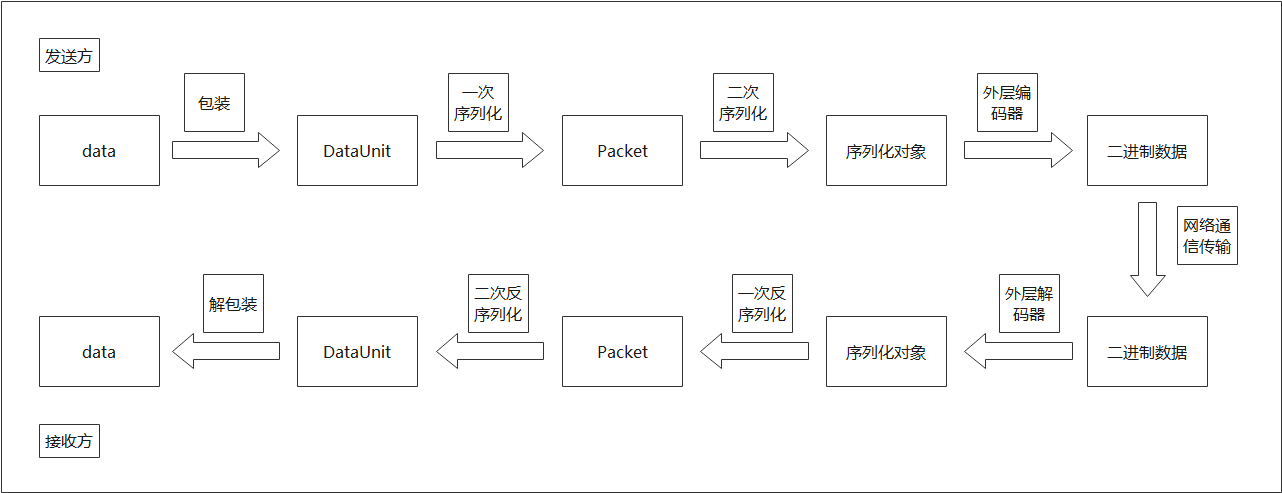 发送方
包装
一次
序列化
二次
序列化
外层编
码器
data
DataUnit
Packet
序列化对象
二进制数据
网络通
信传输
解包装
二次反
序列化
一次反
序列化
外层解
码器
data
DataUnit
Packet
序列化对象
二进制数据
接收方